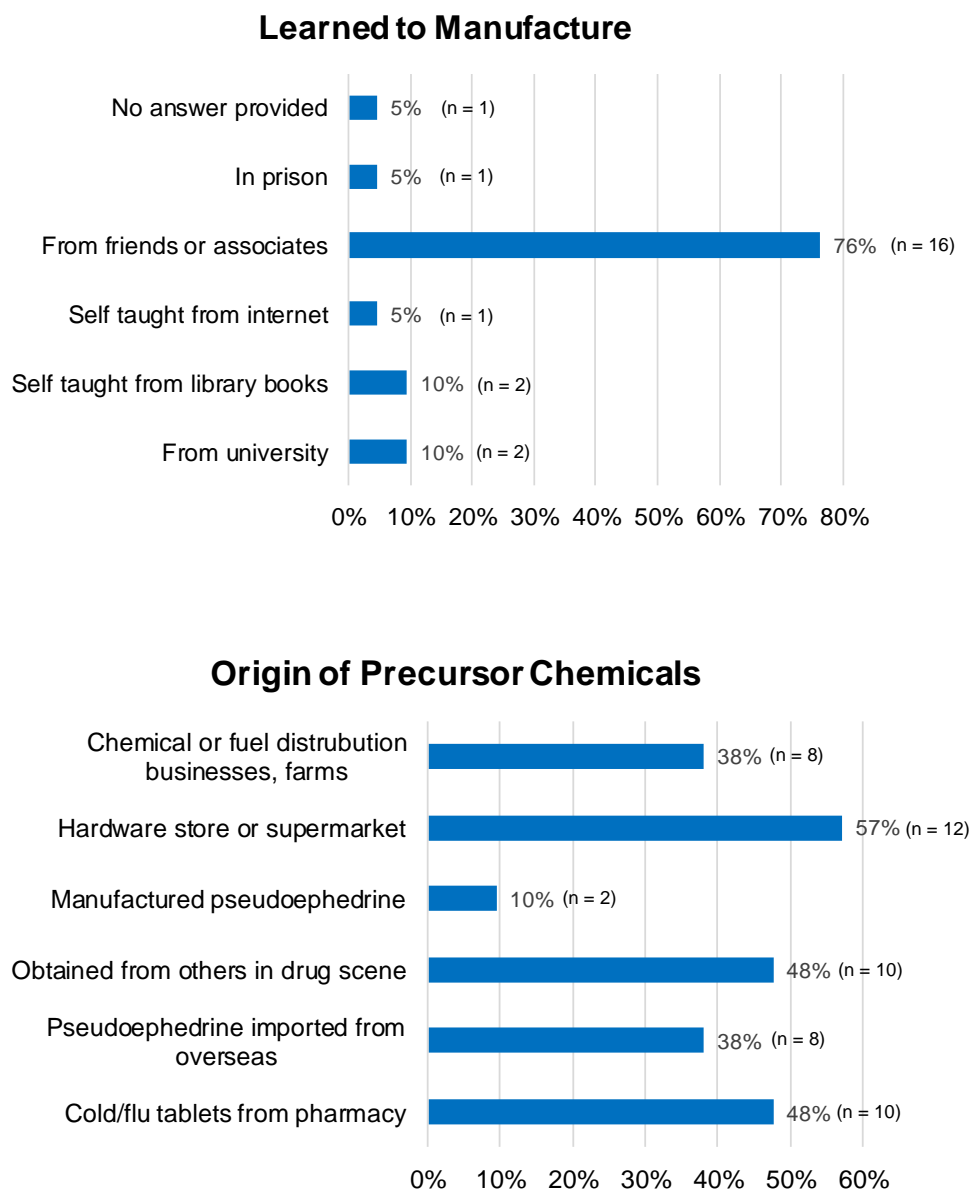 Learned to Manufacture
No answer provided 5% (n = 1)
In prison 5% (n = 1)
From friends or associates 76% (n = 16)
Self taught from internet 5% (n = 1)
Self taught from library books 10% (n = 2)
From university 10% (n = 2)
0% 10% 20% 30% 40% 50% 60% 70% 80%
Origin of Precursor Chemicals
Chemical or fuel distrubution
businesses, farms 38% (n = 8)
Hardware store or supermarket 57% (n = 12)
Manufactured pseudoephedrine 10% (n = 2)
Obtained from others in drug scene 48% (n = 10)
Pseudoephedrine imported from
overseas 38% (n = 8)
Cold/flu tablets from pharmacy 48% (n = 10)
0% 10% 20% 30% 40% 50% 60%